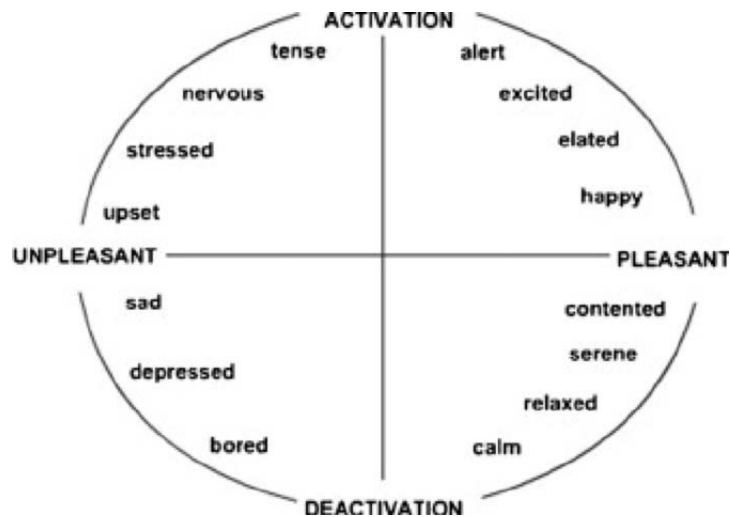 ACTIVATION
tense
alert
nervous
excited
stressed
elated
upset
happy
UNPLEASANT
PLEASANT
sad
contented
serene
depressed
relaxed
bored
calm
DEACTIVATION